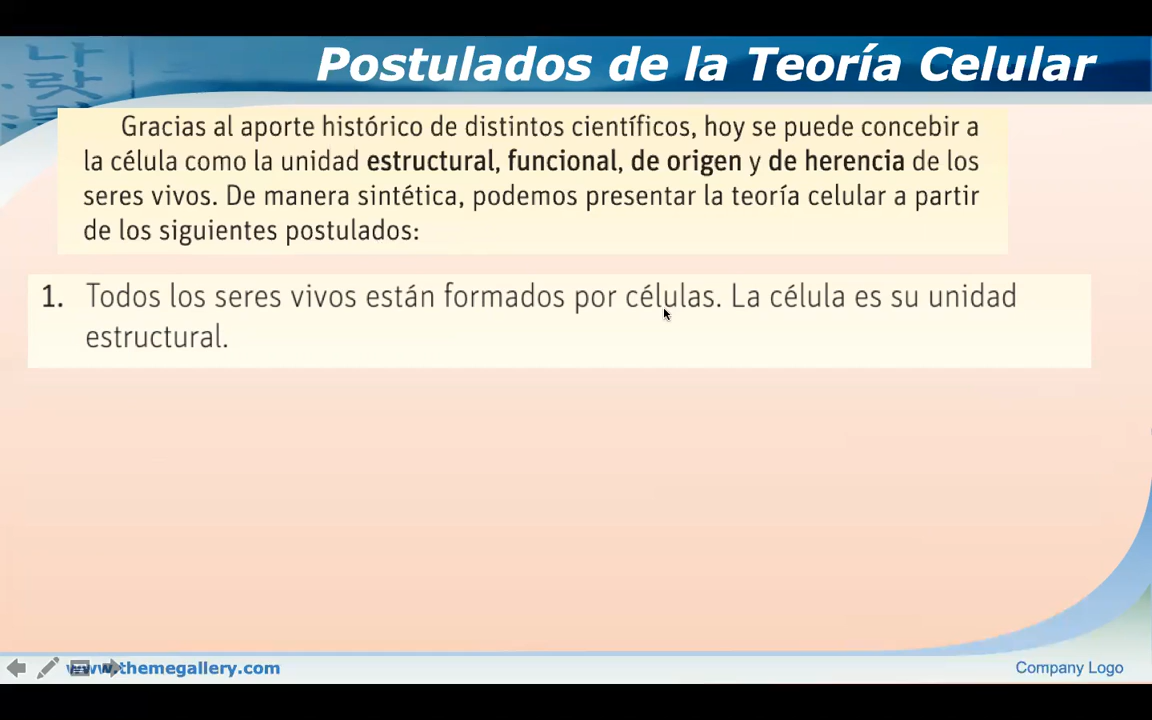 Postulados de la Teoría Celular
Gracias al aporte histórico de distintos científicos, hoy se puede concebir a
la célula como la unidad estructural, funcional, de origen y de herencia de los
seres vivos. De manera sintética, podemos presentar la teoría celular a partir
de los siguientes postulados:
1. Todos los seres vivos están formados por células. La célula es su unidad
estructural.
www.themegallery.com
Company Logo